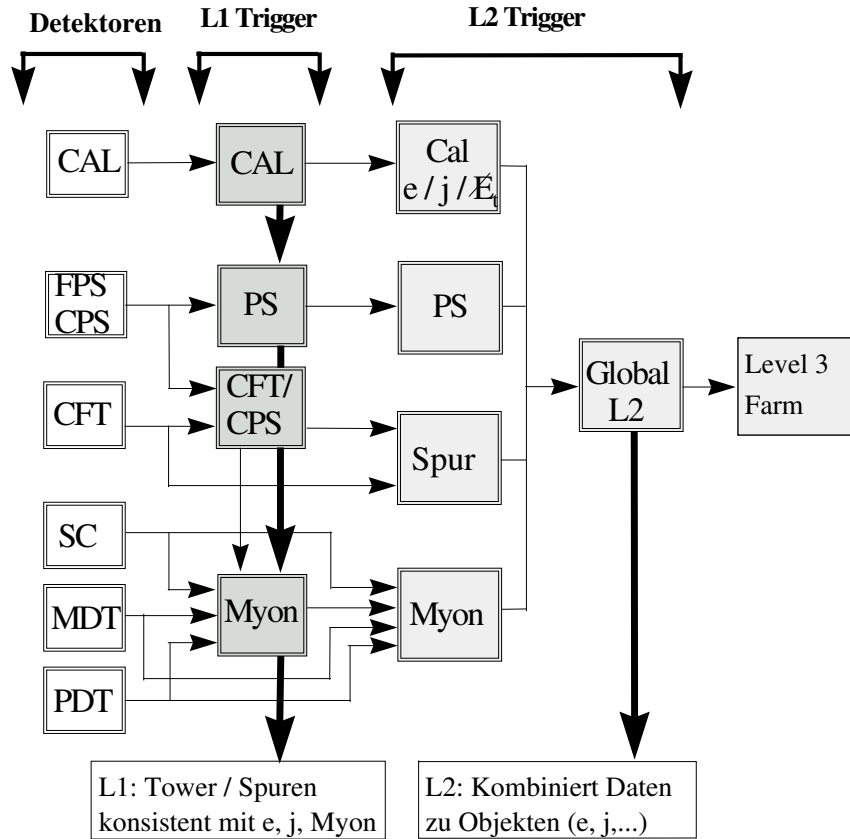 Detektoren
L1 Trigger
L2 Trigger
CAL
CAL
Cal
e / j / E̸t
FPS
CPS
PS
PS
CFT
CFT/
CPS
Spur
Global
L2
Level 3
Farm
SC
MDT
PDT
Myon
Myon
L1: Tower / Spuren
konsistent mit e, j, Myon
L2: Kombiniert Daten
zu Objekten (e, j,...)